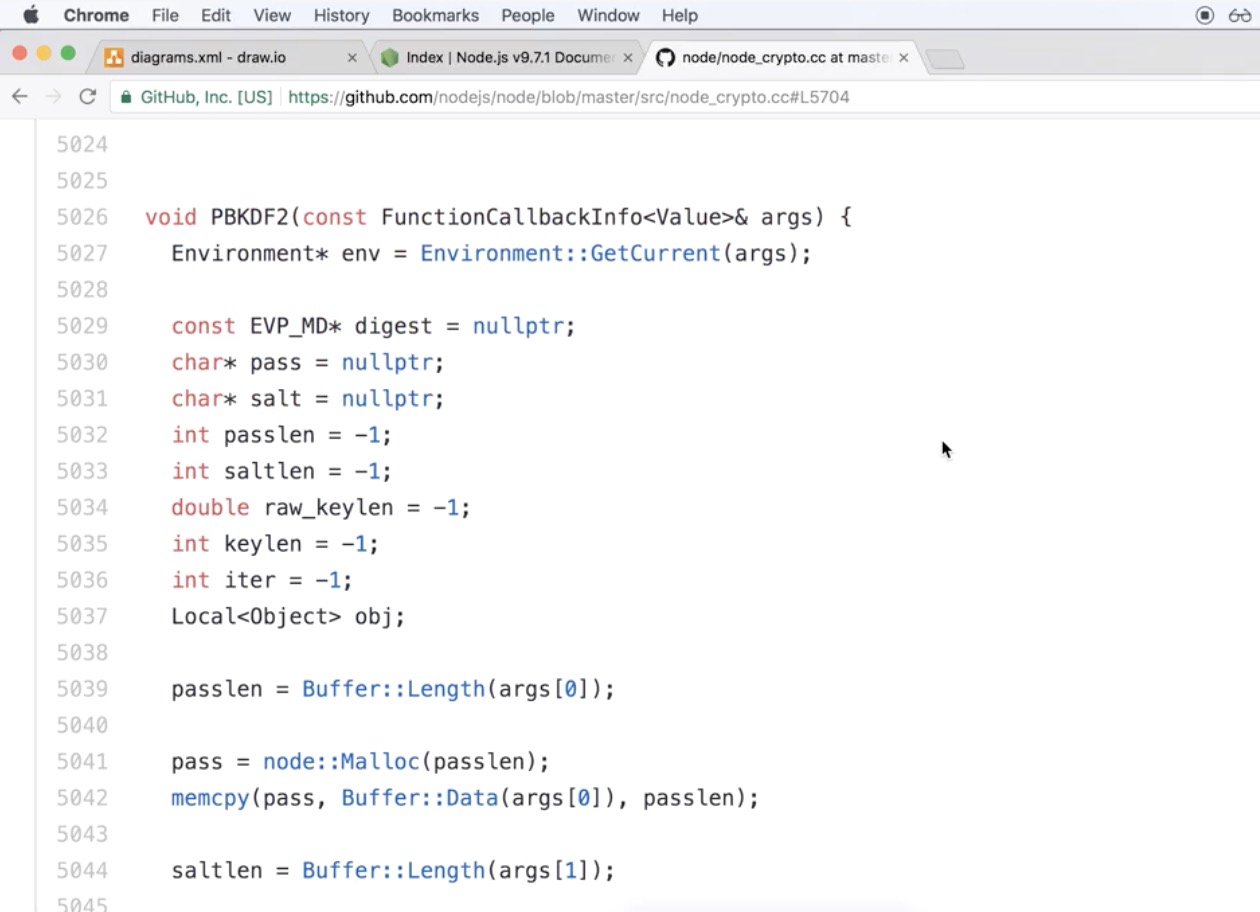 Chrome File Edit View History Bookmarks People Window Help
diagrams.xml - draw.io Index | Node.js v9.7.1 Documen node/node_crypto.cc at maste
GitHub, Inc. [US] https://github.com/nodejs/node/blob/master/src/node_crypto.cc#L5704
5024
5025
5026 void PBKDF2(const FunctionCallbackInfo<Value>& args) {
5027 Environment* env = Environment::GetCurrent(args);
5028
5029 const EVP_MD* digest = nullptr;
5030 char* pass = nullptr;
5031 char* salt = nullptr;
5032 int passlen = -1;
5033 int saltlen = -1;
5034 double raw_keylen = -1;
5035 int keylen = -1;
5036 int iter = -1;
5037 Local<Object> obj;
5038
5039 passlen = Buffer::Length(args[0]);
5040
5041 pass = node::Malloc(passlen);
5042 memcpy(pass, Buffer::Data(args[0]), passlen);
5043
5044 saltlen = Buffer::Length(args[1]);
5045